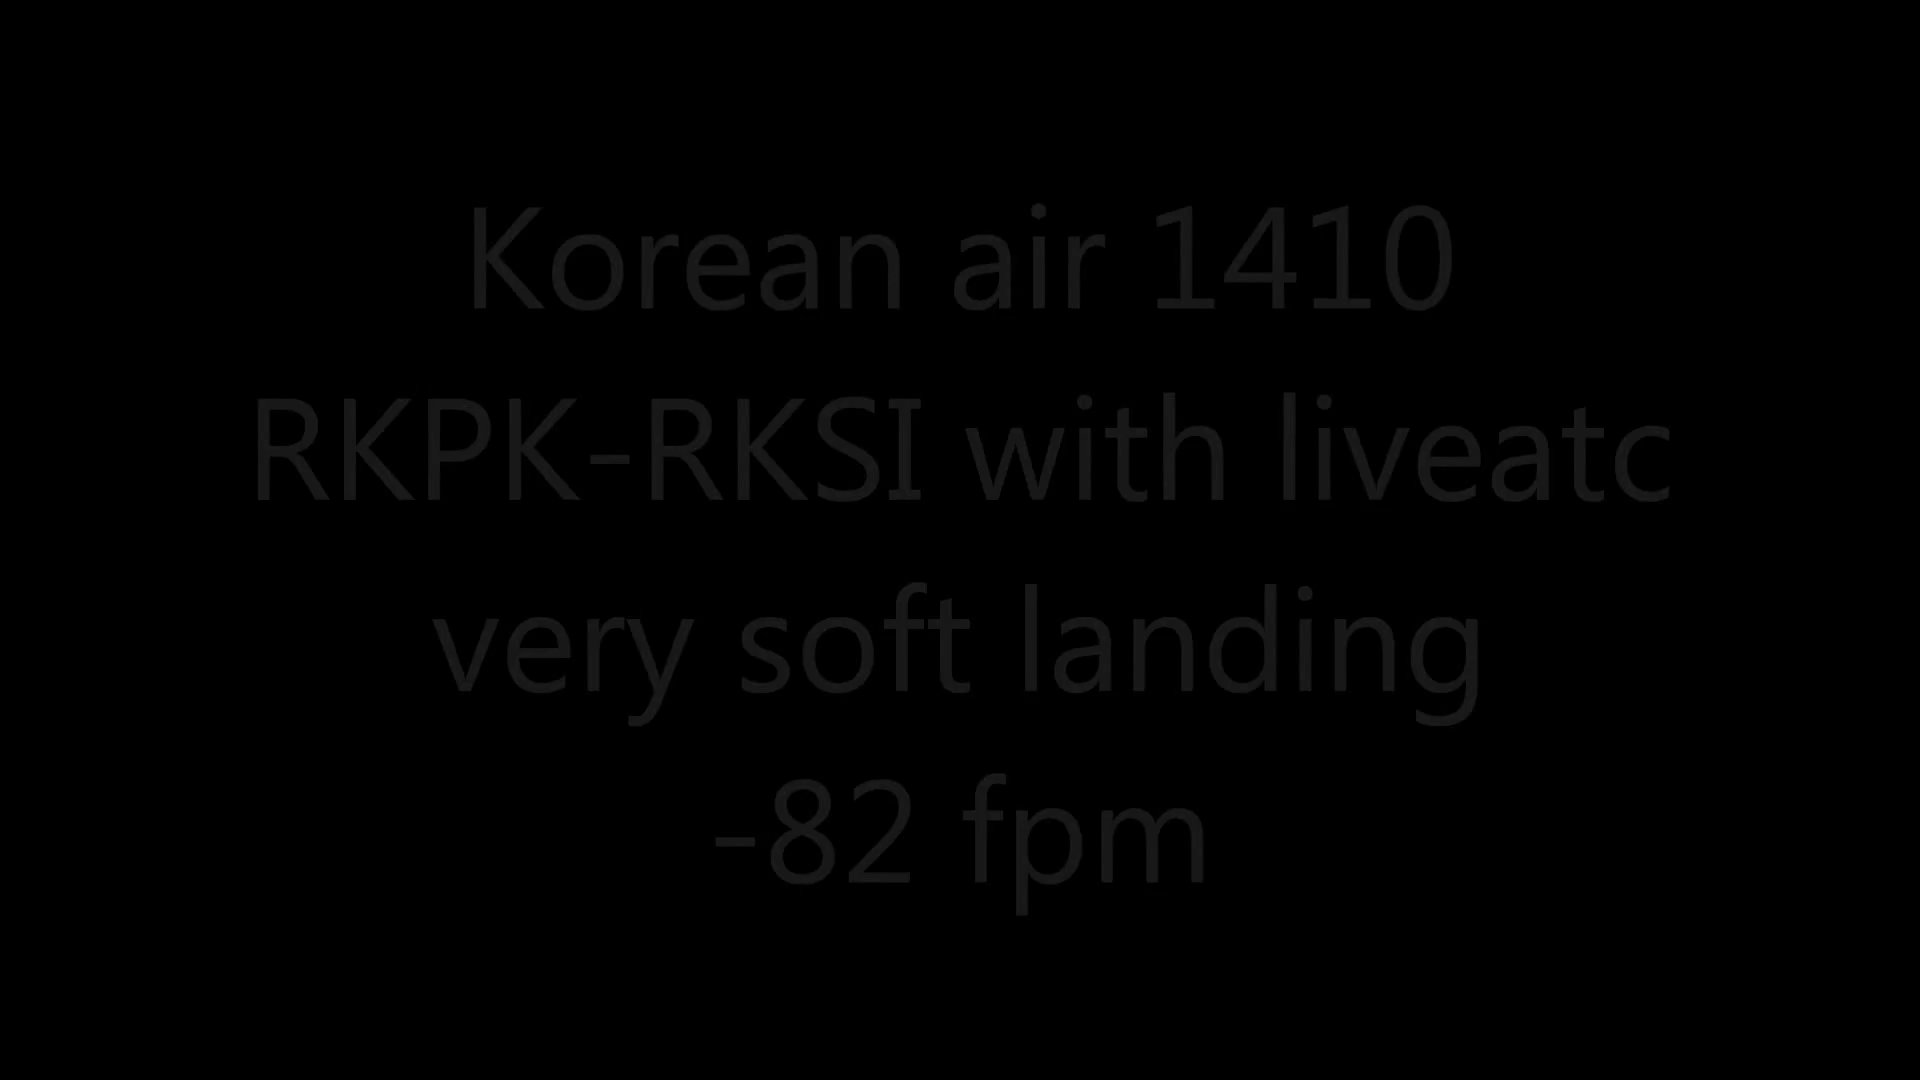 Korean air 1410
RKPK-RKSI with liveatc
very soft landing
-82 fpm